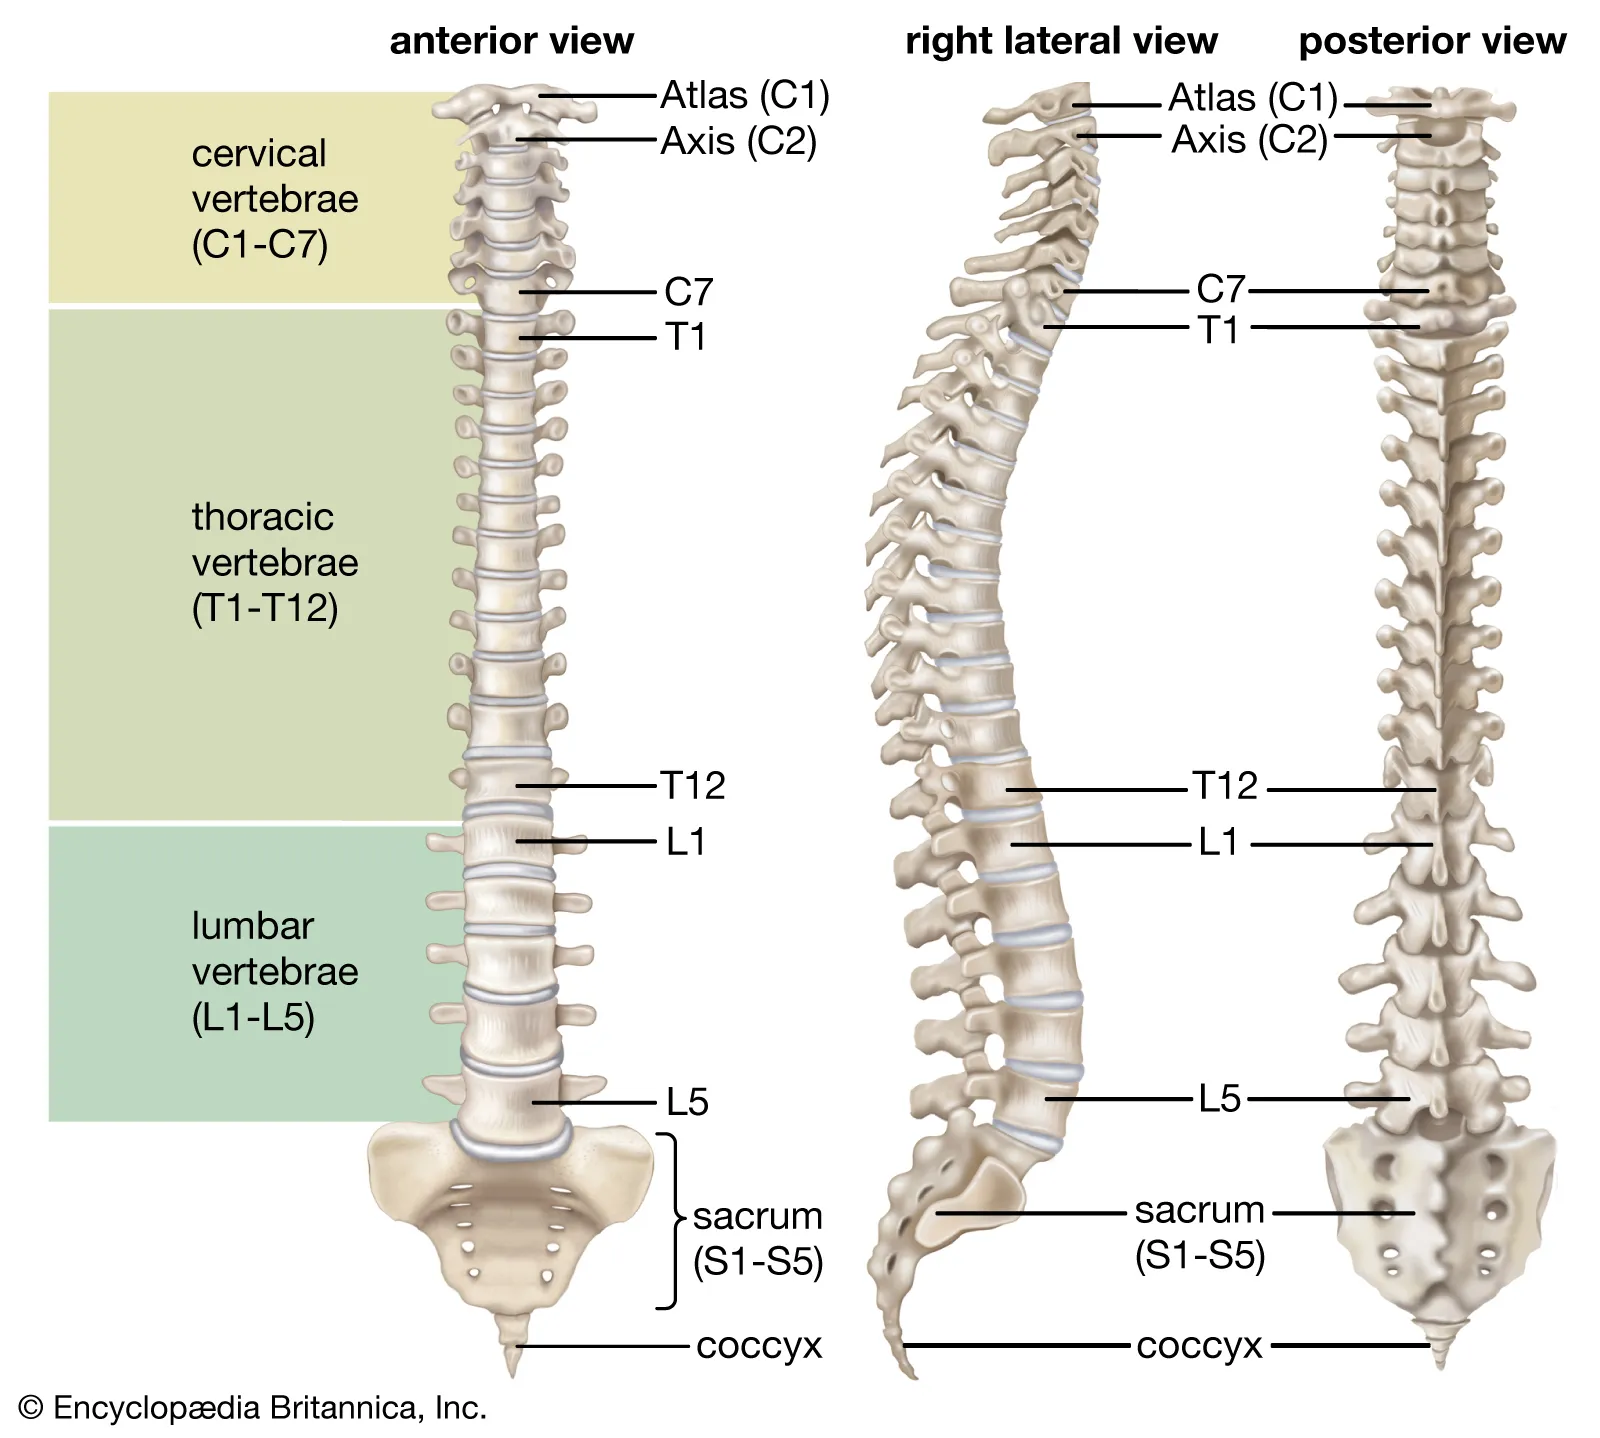 anterior view
right lateral view
posterior view
cervical
vertebrae
(C1-C7)
thoracic
vertebrae
(T1-T12)
lumbar
vertebrae
(L1-L5)
Atlas (C1)
Axis (C2)
C7
T1
T12
L1
L5
sacrum
(S1-S5)
coccyx
Atlas (C1)
Axis (C2)
C7
T1
T12
L1
L5
sacrum
(S1-S5)
coccyx
© Encyclopædia Britannica, Inc.